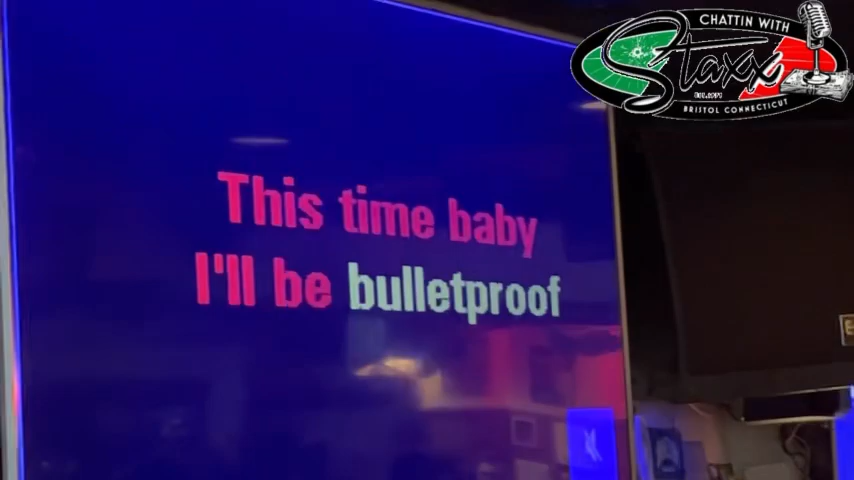 CHATTIN WITH
Staxx
BRISTOL CONNECTICUT
This time baby
I'll be bulletproof